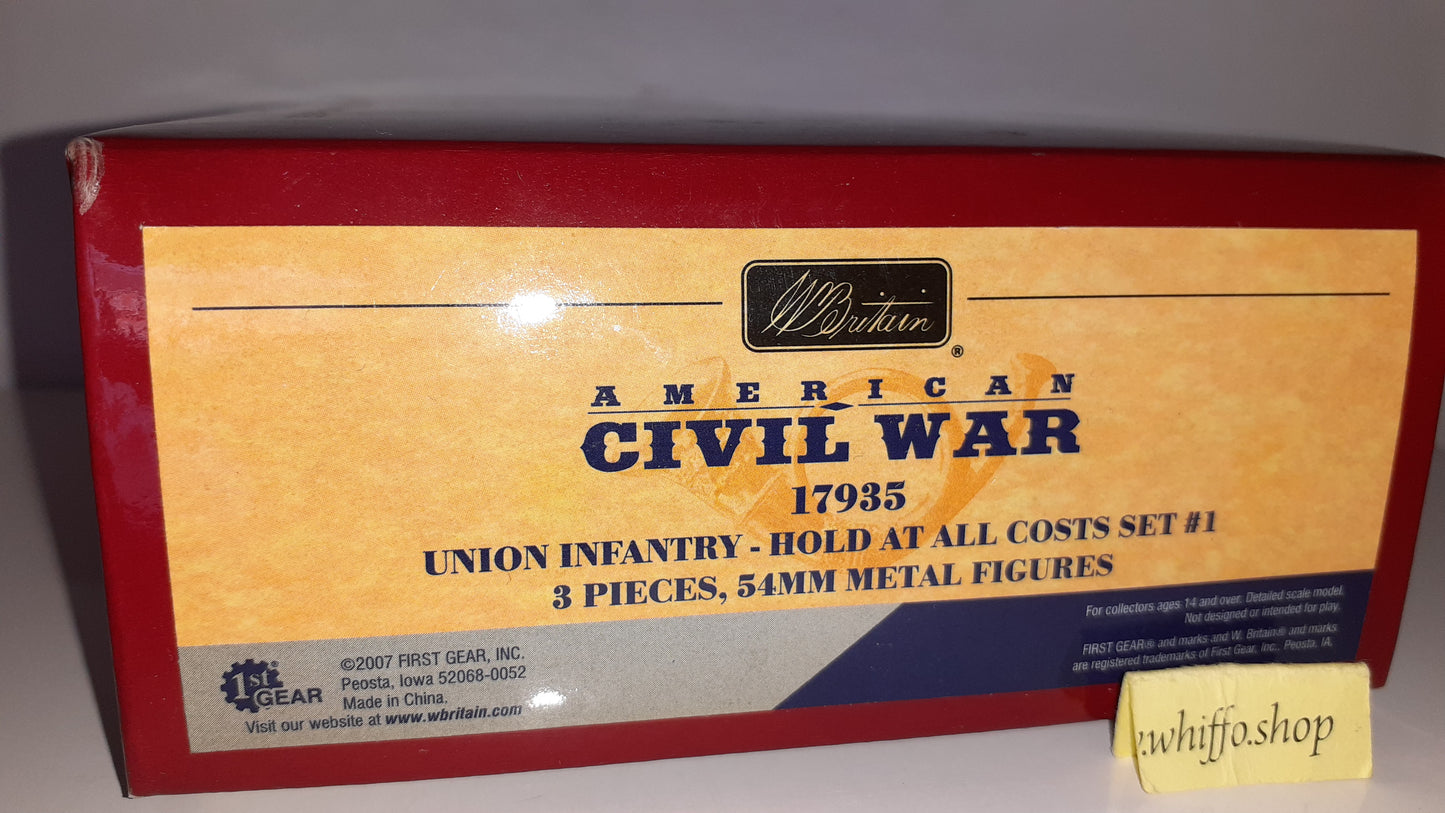 WBritain
®
AMERICAN
CIVIL WAR
17935
UNION INFANTRY - HOLD AT ALL COSTS SET #1
3 PIECES, 54MM METAL FIGURES
For collectors ages 14 and over. Detailed scale model.
Not designed or intended for play.
FIRST GEAR® and marks and W. Britain® and marks
are registered trademarks of First Gear, Inc., Peosta, IA.
1st GEAR®
©2007 FIRST GEAR, INC.
Peosta, Iowa 52068-0052
Made in China.
Visit our website at www.wbritain.com
.whiffo.shop